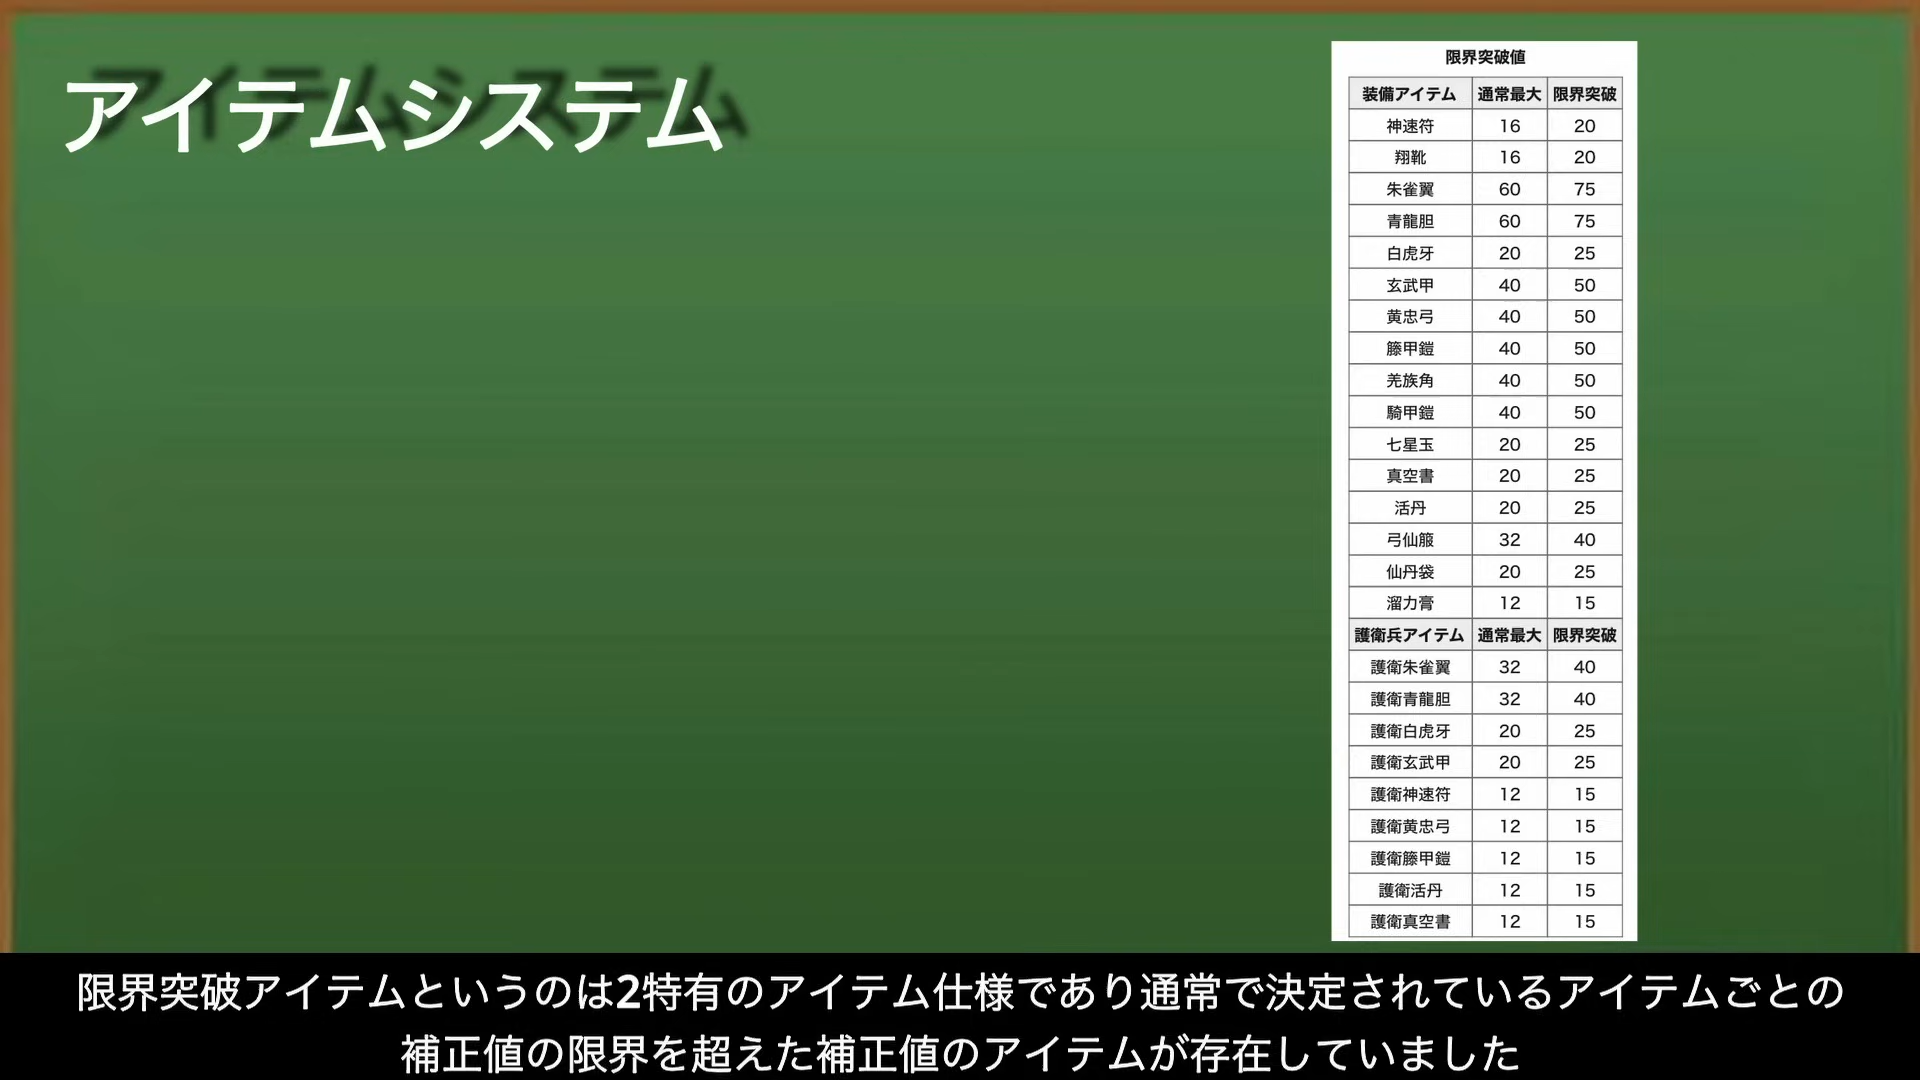 アイテムシステム
限界突破値
装備アイテム 通常最大 限界突破
神速符 16 20
翔靴 16 20
朱雀翼 60 75
青龍胆 60 75
白虎牙 20 25
玄武甲 40 50
黄忠弓 40 50
籐甲鎧 40 50
羌族角 40 50
騎甲鎧 40 50
七星玉 20 25
真空書 20 25
活丹 20 25
弓仙箙 32 40
仙丹袋 20 25
溜力膏 12 15
護衛兵アイテム 通常最大 限界突破
護衛朱雀翼 32 40
護衛青龍胆 32 40
護衛白虎牙 20 25
護衛玄武甲 20 25
護衛神速符 12 15
護衛黄忠弓 12 15
護衛籐甲鎧 12 15
護衛活丹 12 15
護衛真空書 12 15
限界突破アイテムというのは2特有のアイテム仕様であり通常で決定されているアイテムごとの
補正値の限界を超えた補正値のアイテムが存在していました